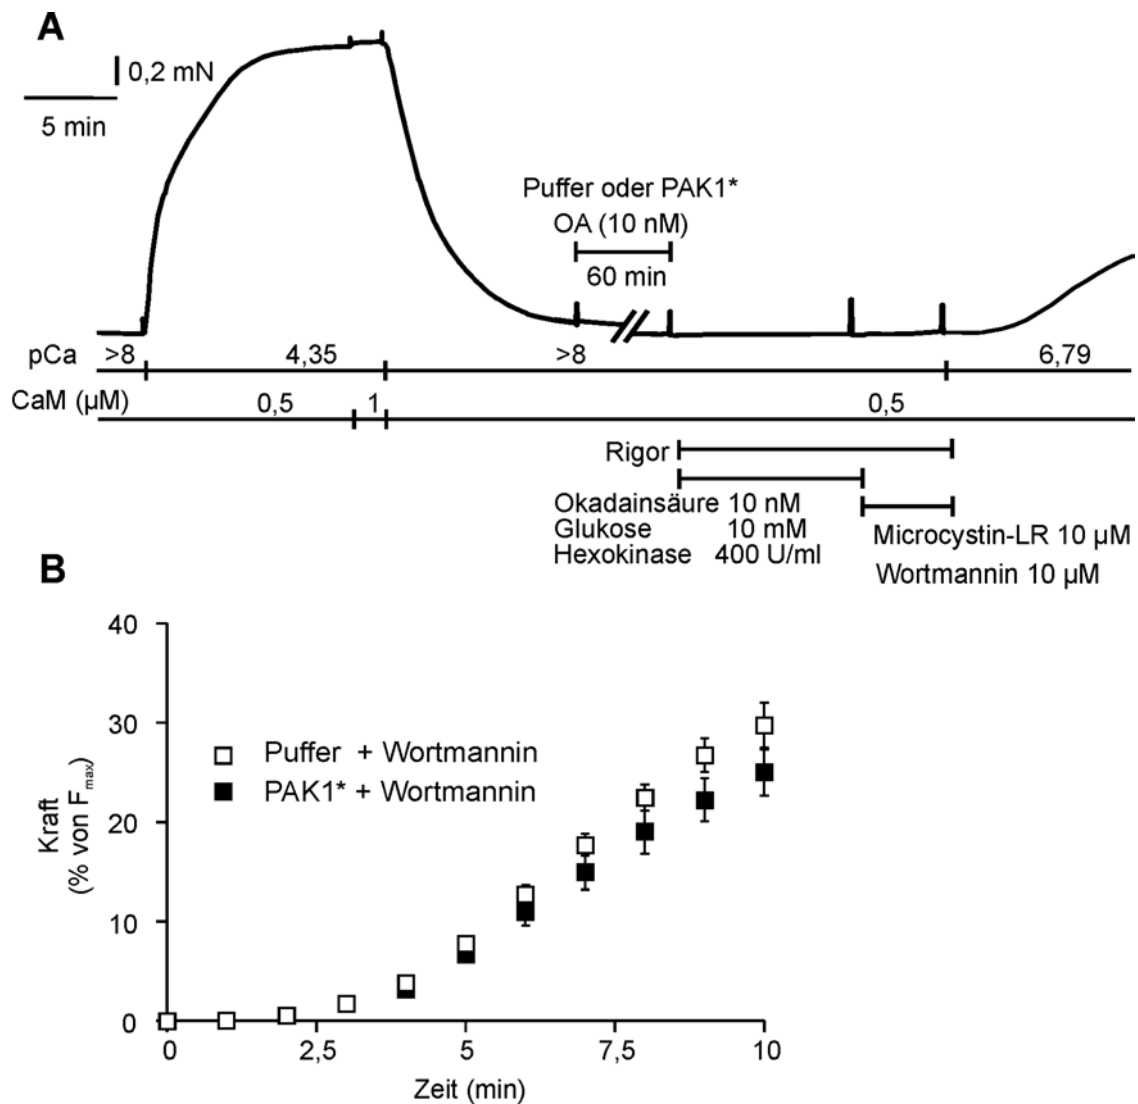 A
0,2 mN
5 min
Puffer oder PAK1*
OA (10 nM)
60 min
pCa >8 4,35 >8 6,79
CaM (µM) 0,5 1 0,5
Rigor
Okadainsäure 10 nM
Glukose 10 mM
Hexokinase 400 U/ml
Microcystin-LR 10 µM
Wortmannin 10 µM
B
Kraft
(% von Fmax)
40
30
20
10
0
Puffer + Wortmannin
PAK1* + Wortmannin
0 2,5 5 7,5 10
Zeit (min)